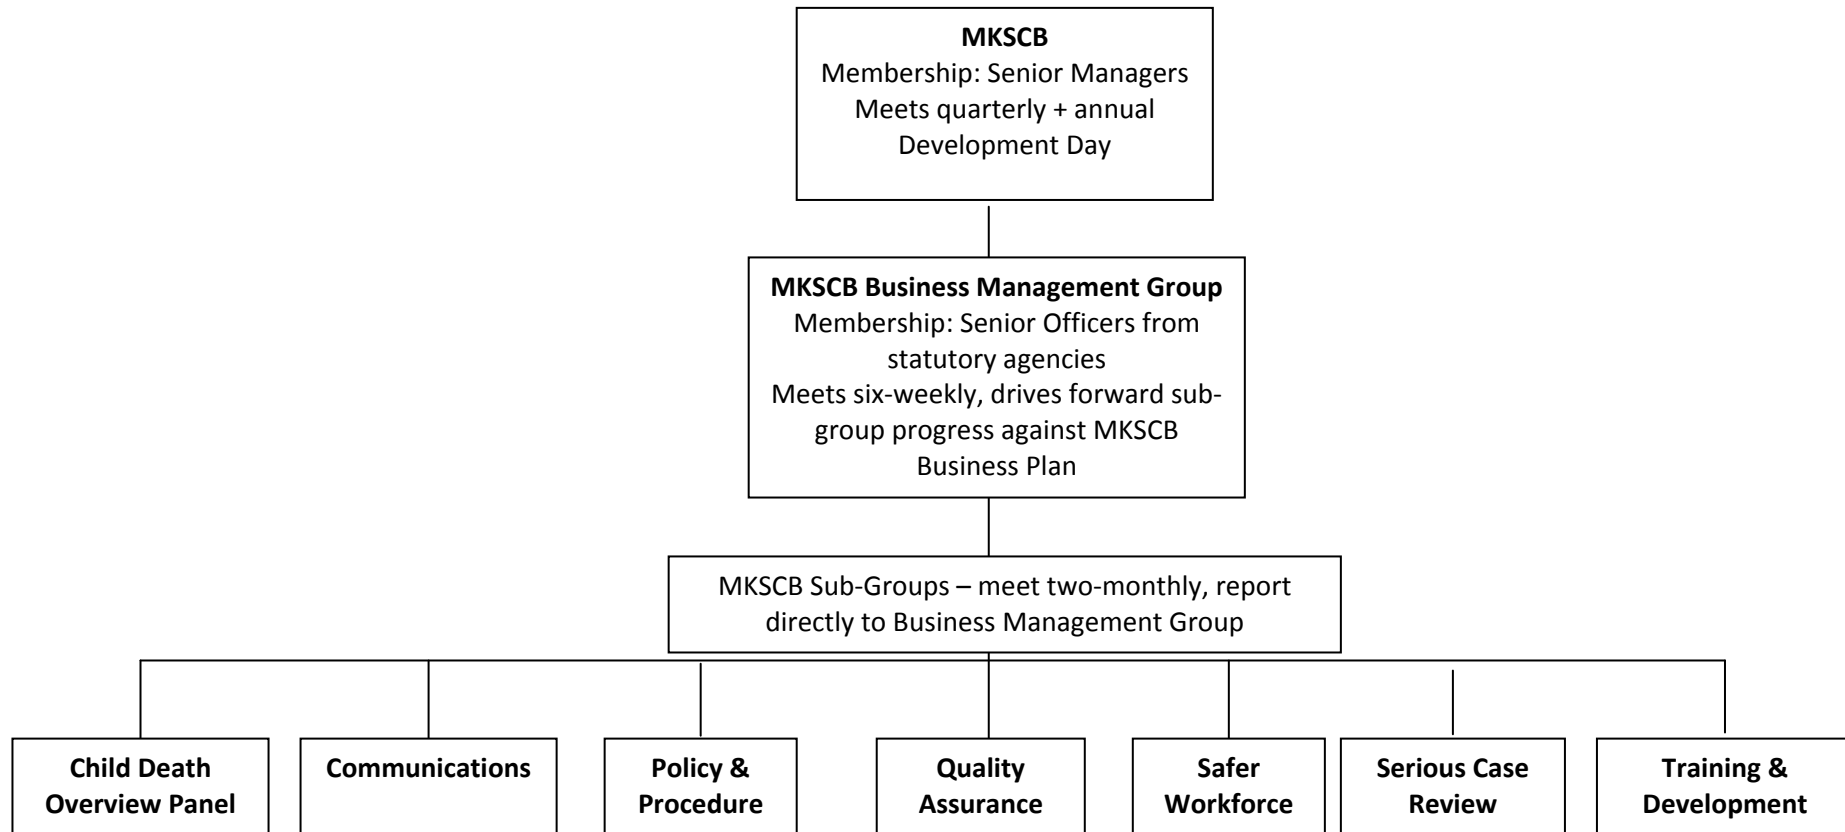 MKSCB
Membership: Senior Managers
Meets quarterly + annual
Development Day
MKSCB Business Management Group
Membership: Senior Officers from
statutory agencies
Meets six-weekly, drives forward sub-
group progress against MKSCB
Business Plan
MKSCB Sub-Groups – meet two-monthly, report
directly to Business Management Group
Child Death
Overview Panel
Communications
Policy &
Procedure
Quality
Assurance
Safer
Workforce
Serious Case
Review
Training &
Development